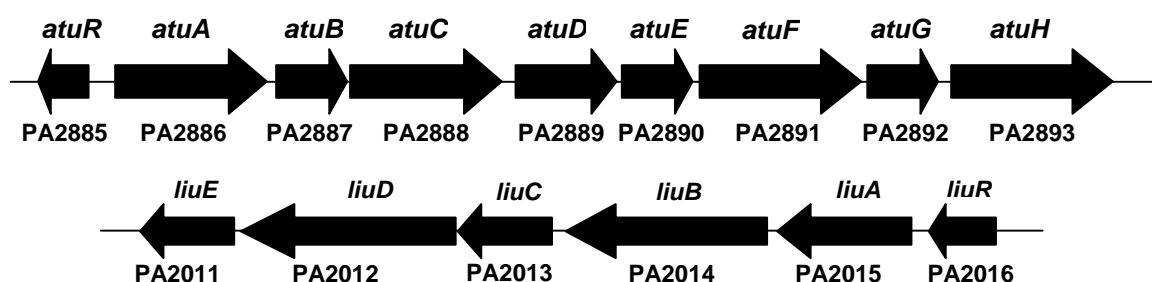 atuR atuA atuB atuC atuD atuE atuF atuG atuH
PA2885 PA2886 PA2887 PA2888 PA2889 PA2890 PA2891 PA2892 PA2893
liuE liuD liuC liuB liuA liuR
PA2011 PA2012 PA2013 PA2014 PA2015 PA2016